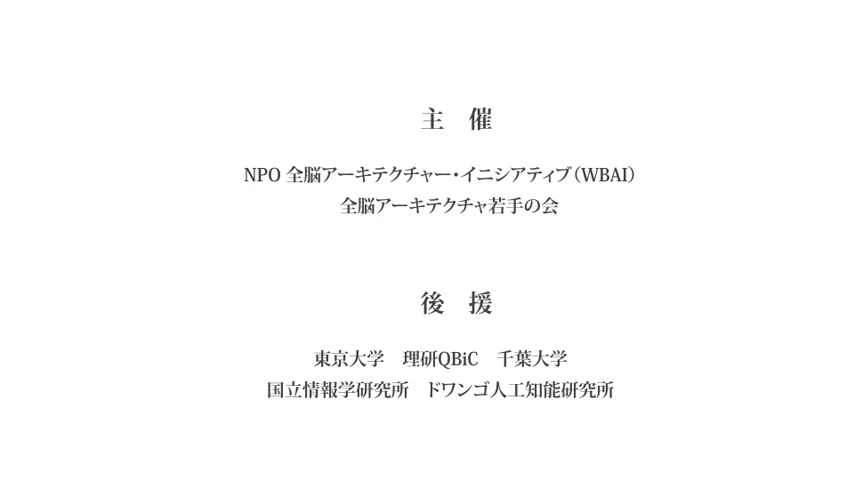 主　催
NPO 全脳アーキテクチャー・イニシアティブ（WBAI）
全脳アーキテクチャ若手の会
後　援
東京大学　理研QBiC　千葉大学
国立情報学研究所　ドワンゴ人工知能研究所